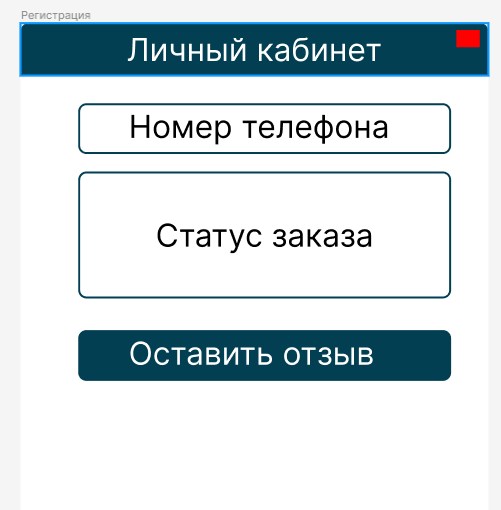 Регистрация
Личный кабинет
Номер телефона
Статус заказа
Оставить отзыв